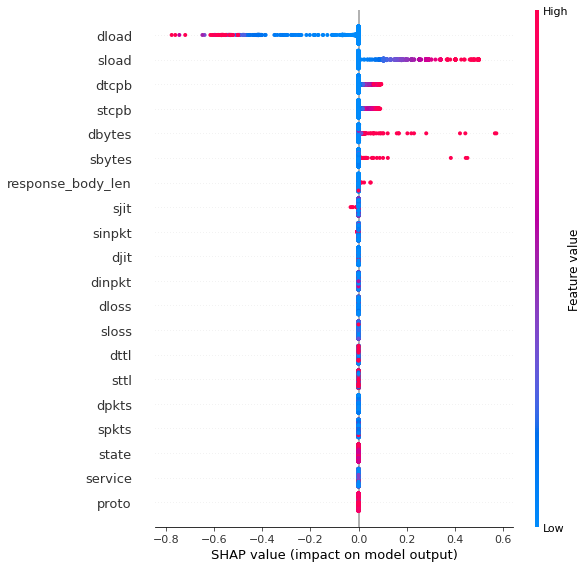 High
dload
sload
dtcpb
stcpb
dbytes
sbytes
response_body_len
sjit
sinpkt
djit
dinpkt
dloss
sloss
dttl
sttl
dpkts
spkts
state
service
proto
Feature value
Low
−0.8 −0.6 −0.4 −0.2 0.0 0.2 0.4 0.6
SHAP value (impact on model output)